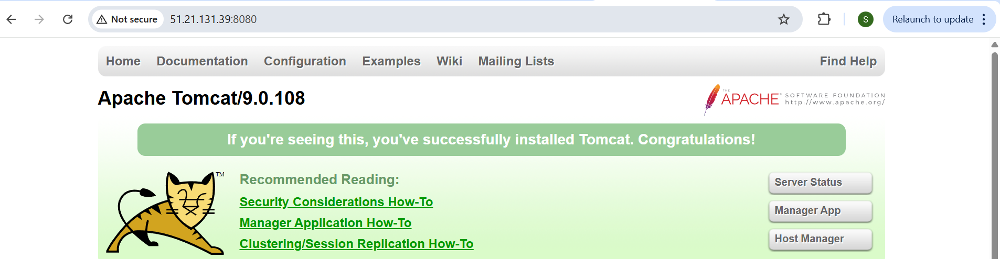 Not secure 51.21.131.39:8080 S Relaunch to update
Home Documentation Configuration Examples Wiki Mailing Lists Find Help
Apache Tomcat/9.0.108
THE APACHE SOFTWARE FOUNDATION
http://www.apache.org/
If you're seeing this, you've successfully installed Tomcat. Congratulations!
TM
Recommended Reading:
Security Considerations How-To
Manager Application How-To
Clustering/Session Replication How-To
Server Status
Manager App
Host Manager